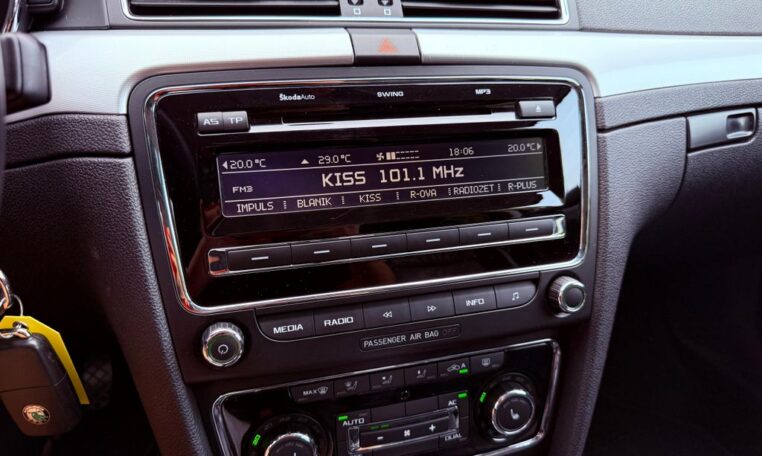 ŠkodaAuto SWING MP3
AS TP
20.0°C 29.0°C 18:06 20.0°C
FM3 KISS 101.1 MHz
IMPULS BLANIK KISS R-OVA RADIOZET R-PLUS
MEDIA RADIO INFO
PASSENGER AIR BAG OFF
MAX A
AUTO AC
DUAL